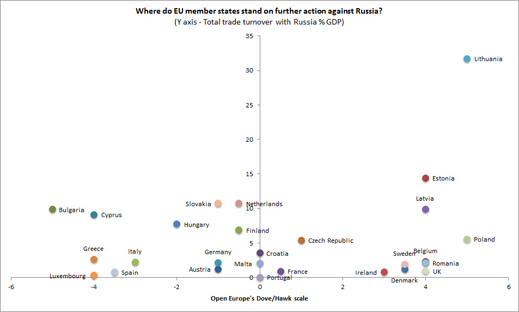 Where do EU member states stand on further action against Russia?
(Y axis - Total trade turnover with Russia % GDP)
35
30
25
20
15
10
5
0
Lithuania
Estonia
Latvia
Slovakia
Netherlands
Bulgaria
Cyprus
Hungary
Finland
Czech Republic
Poland
Greece
Italy
Germany
Croatia
Sweden
Belgium
Malta
Romania
Luxembourg
Spain
Austria
France
Ireland
UK
Portugal
Denmark
-6
-4
-2
0
2
4
6
Open Europe's Dove/Hawk scale